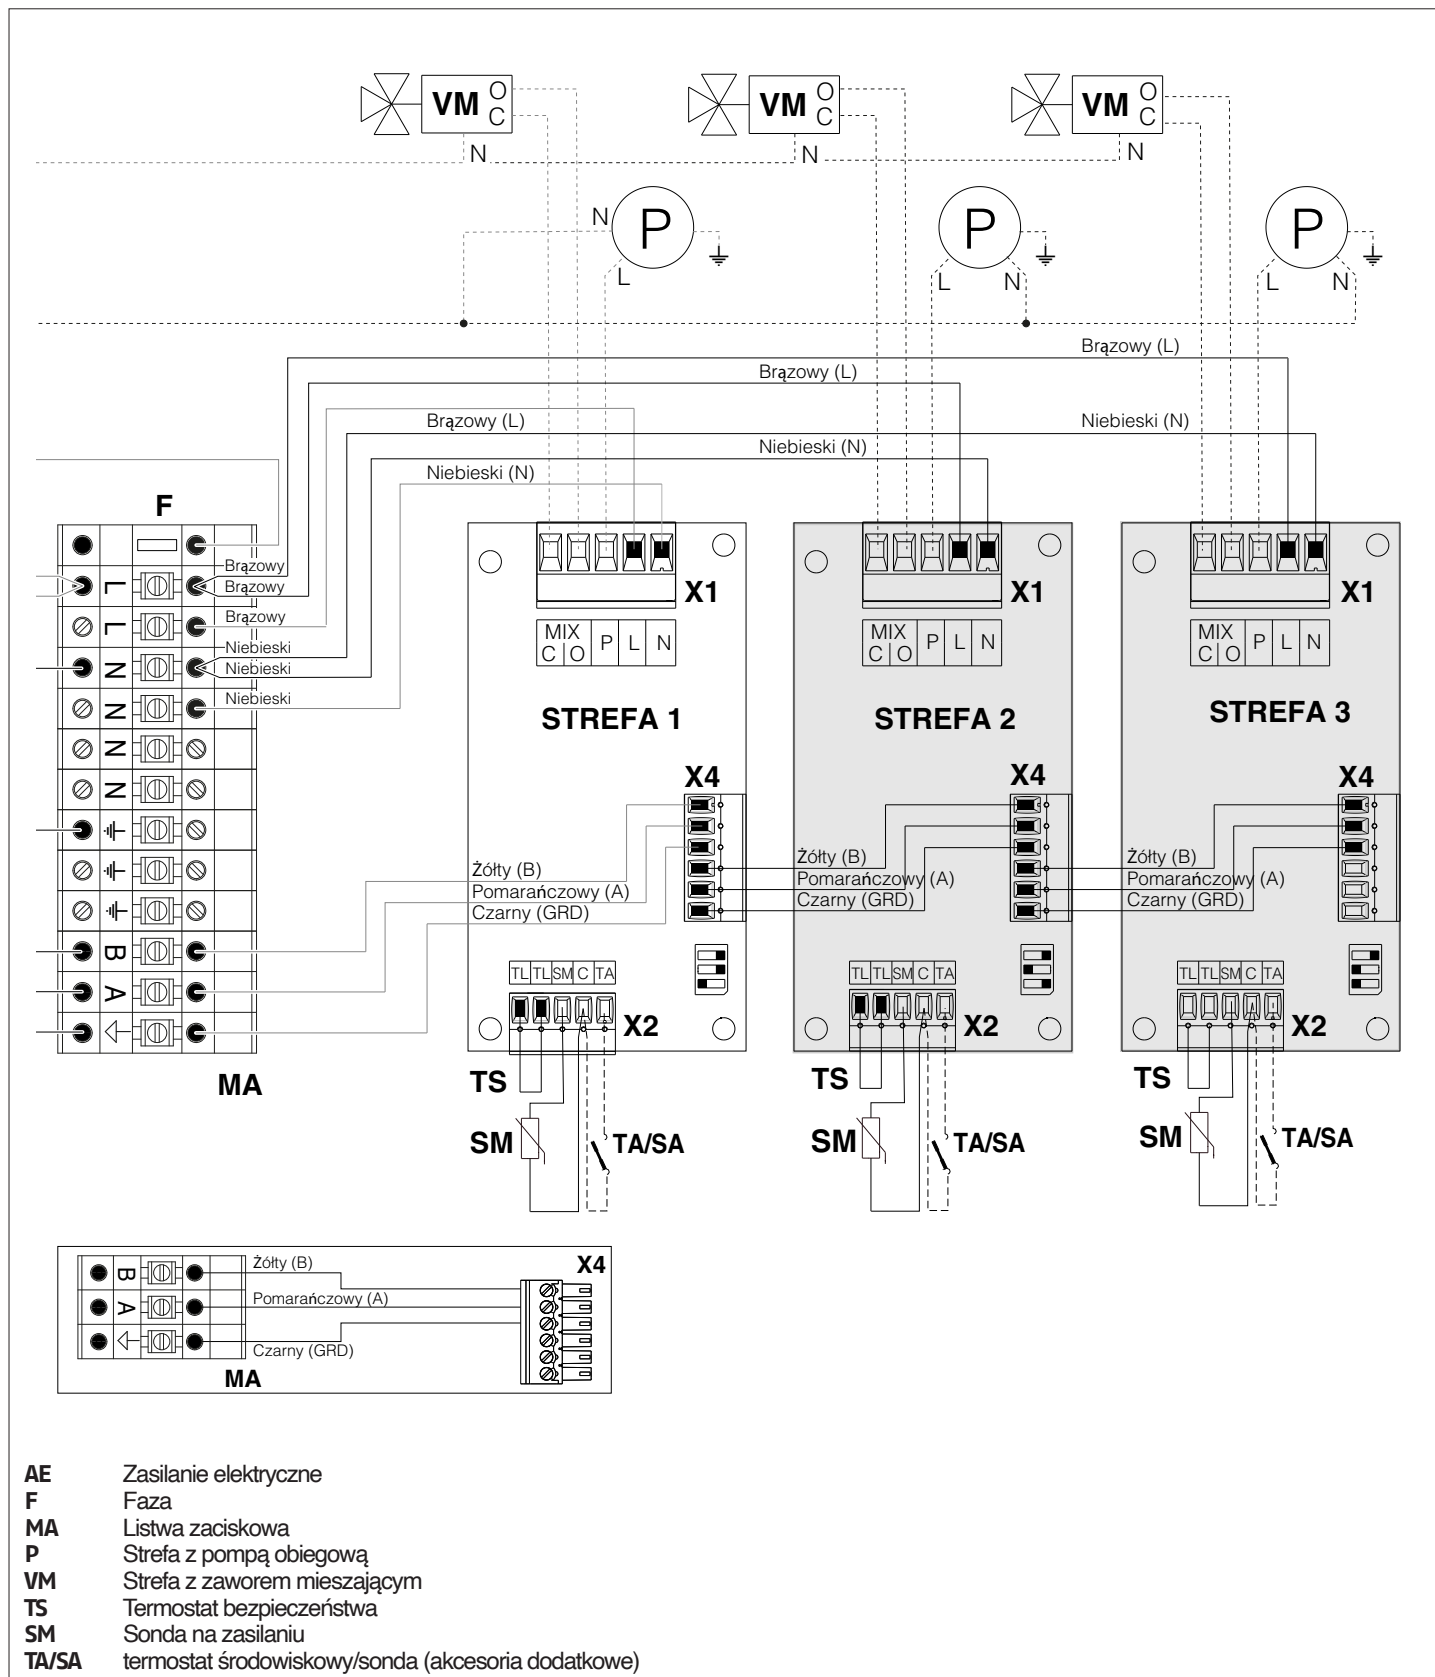 VM O C N
VM O C N
VM O C N
N P L
P L N
P L N
Brązowy (L)
Brązowy (L)
Brązowy (L)
Niebieski (N)
Niebieski (N)
Niebieski (N)
F
Brązowy
L
Brązowy
L
Brązowy
Niebieski
N
Niebieski
N
Niebieski
N
N
B
A
MA
X1
X1
X1
MIX C O P L N
MIX C O P L N
MIX C O P L N
STREFA 1
STREFA 2
STREFA 3
X4
X4
X4
Żółty (B)
Pomarańczowy (A)
Czarny (GRD)
Żółty (B)
Pomarańczowy (A)
Czarny (GRD)
Żółty (B)
Pomarańczowy (A)
Czarny (GRD)
TL TL SM C TA
TL TL SM C TA
TL TL SM C TA
X2
X2
X2
TS
TS
TS
SM TA/SA
SM TA/SA
SM TA/SA
B Żółty (B)
A Pomarańczowy (A)
Czarny (GRD)
X4
MA
AE Zasilanie elektryczne
F Faza
MA Listwa zaciskowa
P Strefa z pompą obiegową
VM Strefa z zaworem mieszającym
TS Termostat bezpieczeństwa
SM Sonda na zasilaniu
TA/SA termostat środowiskowy/sonda (akcesoria dodatkowe)